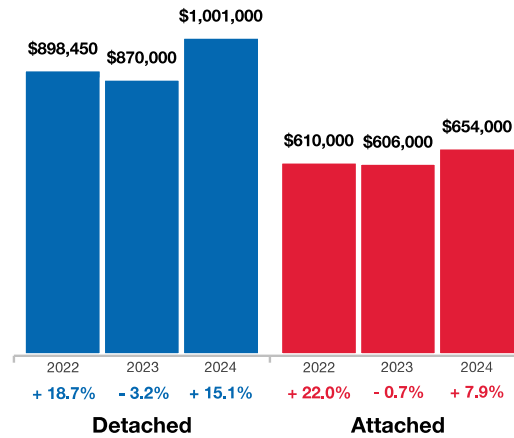 $1,001,000
$898,450
$870,000
$654,000
$610,000 $606,000
2022 2023 2024 2022 2023 2024
+ 18.7% - 3.2% + 15.1% + 22.0% - 0.7% + 7.9%
Detached Attached